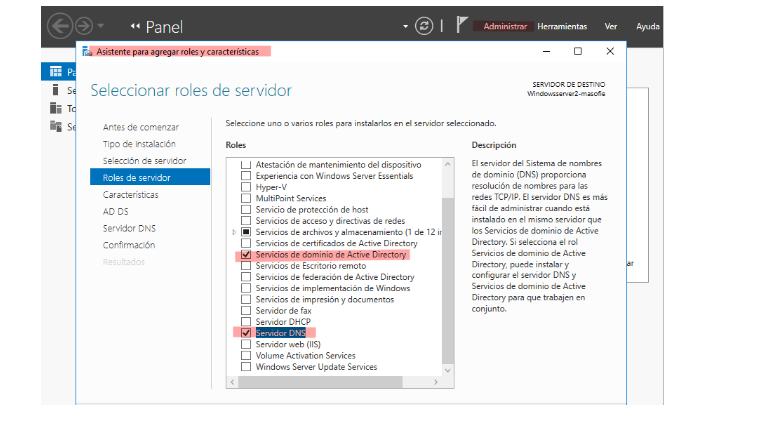 Panel
Administrar Herramientas Ver Ayuda
Asistente para agregar roles y características
Seleccionar roles de servidor
SERVIDOR DE DESTINO
Windowsserver2-masofie
Antes de comenzar
Tipo de instalación
Selección de servidor
Roles de servidor
Características
AD DS
Servidor DNS
Confirmación
Resultados
Seleccione uno o varios roles para instalarlos en el servidor seleccionado.
Roles
Atestación de mantenimiento del dispositivo
Experiencia con Windows Server Essentials
Hyper-V
MultiPoint Services
Servicio de protección de host
Servicios de acceso y directivas de redes
Servicios de archivos y almacenamiento (1 de 12 in
Servicios de certificados de Active Directory
Servicios de dominio de Active Directory
Servicios de Escritorio remoto
Servicios de federación de Active Directory
Servicios de implementación de Windows
Servicios de impresión y documentos
Servidor de fax
Servidor DHCP
Servidor DNS
Servidor web (IIS)
Volume Activation Services
Windows Server Update Services
Descripción
El servidor del Sistema de nombres
de dominio (DNS) proporciona
resolución de nombres para las
redes TCP/IP. El servidor DNS es más
fácil de administrar cuando está
instalado en el mismo servidor que
los Servicios de dominio de Active
Directory. Si selecciona el rol
Servicios de dominio de Active
Directory, puede instalar y
configurar el servidor DNS y
Servicios de dominio de Active
Directory para que trabajen en
conjunto.